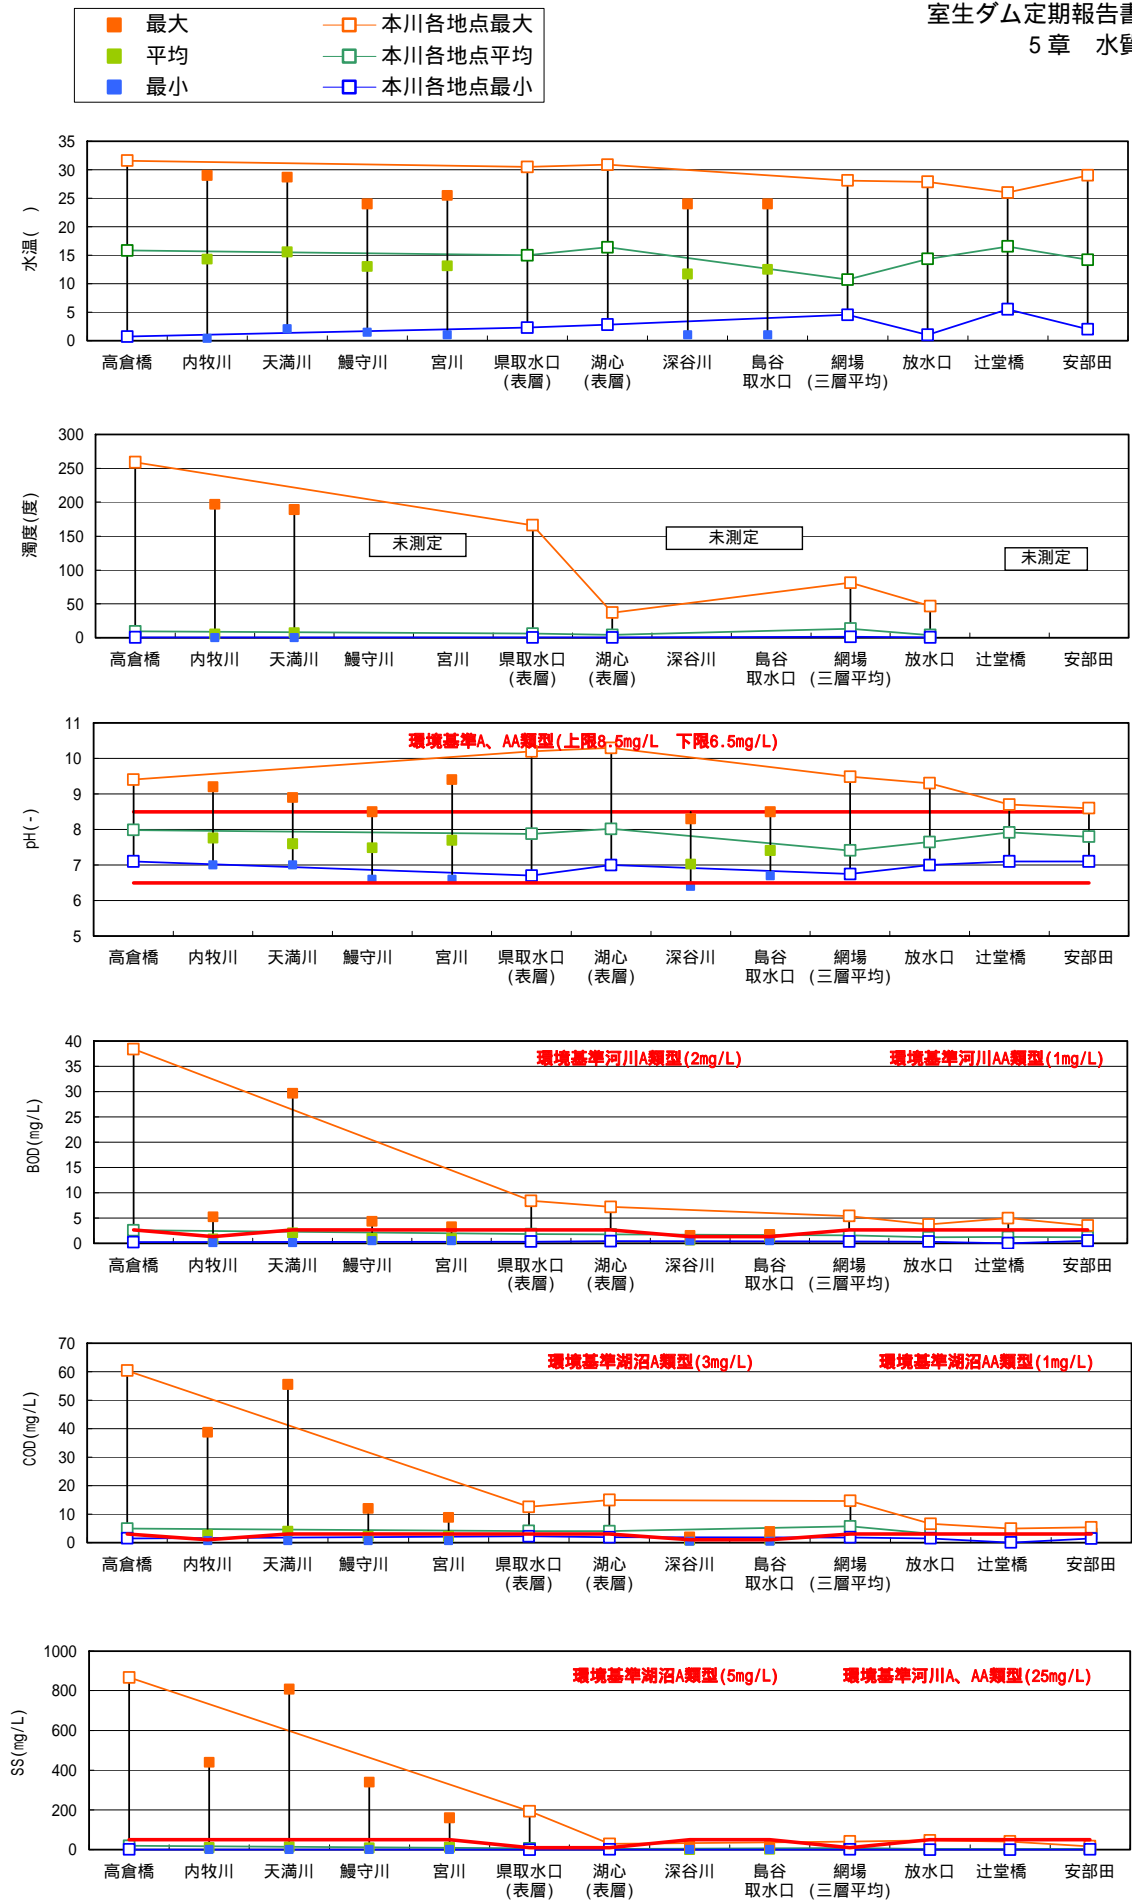 室生ダム定期報告書
5章　水質
最大　本川各地点最大
平均　本川各地点平均
最小　本川各地点最小
水温(　)
35
30
25
20
15
10
5
0
高倉橋 内牧川 天満川 鰻守川 宮川 県取水口 湖心 深谷川 島谷 網場 放水口 辻堂橋 安部田
(表層) (表層) 取水口 (三層平均)
濁度(度)
300
250
200
150
100
50
0
未測定 未測定 未測定
高倉橋 内牧川 天満川 鰻守川 宮川 県取水口 湖心 深谷川 島谷 網場 放水口 辻堂橋 安部田
(表層) (表層) 取水口 (三層平均)
pH(-)
環境基準A、AA類型(上限8.5mg/L　下限6.5mg/L)
11
10
9
8
7
6
5
高倉橋 内牧川 天満川 鰻守川 宮川 県取水口 湖心 深谷川 島谷 網場 放水口 辻堂橋 安部田
(表層) (表層) 取水口 (三層平均)
BOD(mg/L)
環境基準河川A類型(2mg/L) 環境基準河川AA類型(1mg/L)
40
35
30
25
20
15
10
5
0
高倉橋 内牧川 天満川 鰻守川 宮川 県取水口 湖心 深谷川 島谷 網場 放水口 辻堂橋 安部田
(表層) (表層) 取水口 (三層平均)
COD(mg/L)
環境基準湖沼A類型(3mg/L) 環境基準湖沼AA類型(1mg/L)
70
60
50
40
30
20
10
0
高倉橋 内牧川 天満川 鰻守川 宮川 県取水口 湖心 深谷川 島谷 網場 放水口 辻堂橋 安部田
(表層) (表層) 取水口 (三層平均)
SS(mg/L)
環境基準湖沼A類型(5mg/L) 環境基準河川A、AA類型(25mg/L)
1000
800
600
400
200
0
高倉橋 内牧川 天満川 鰻守川 宮川 県取水口 湖心 深谷川 島谷 網場 放水口 辻堂橋 安部田
(表層) (表層) 取水口 (三層平均)